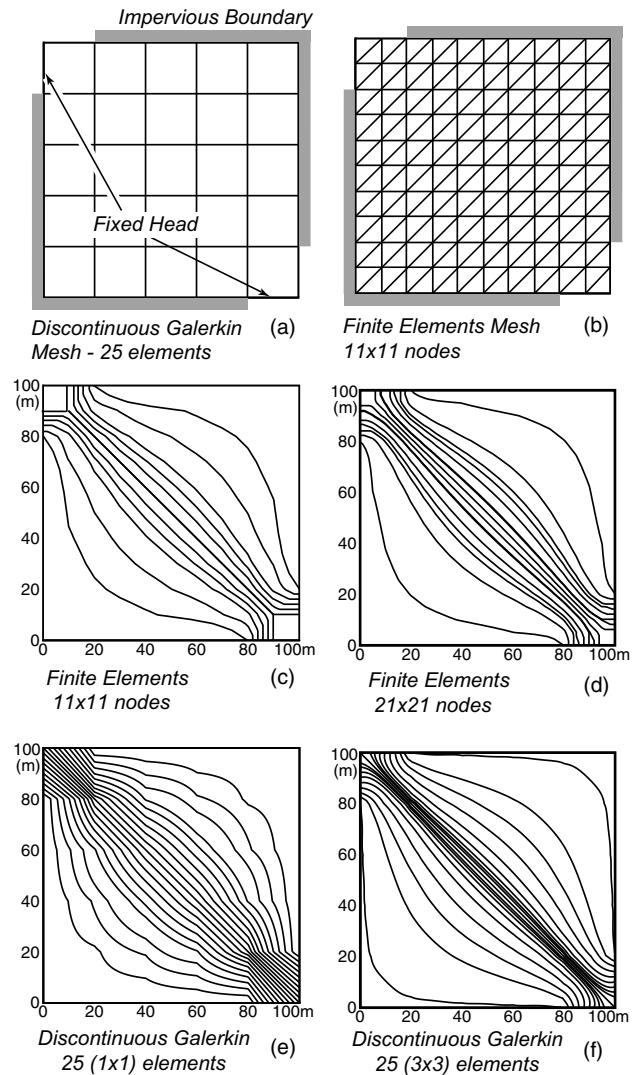 Impervious Boundary
Fixed Head
Discontinuous Galerkin
Mesh - 25 elements
(a)
Finite Elements Mesh
11x11 nodes
(b)
100
(m)
80
60
40
20
0
0 20 40 60 80 100m
Finite Elements
11x11 nodes
(c)
100
(m)
80
60
40
20
0
0 20 40 60 80 100m
Finite Elements
21x21 nodes
(d)
100
(m)
80
60
40
20
0
0 20 40 60 80 100m
Discontinuous Galerkin
25 (1x1) elements
(e)
100
(m)
80
60
40
20
0
0 20 40 60 80 100m
Discontinuous Galerkin
25 (3x3) elements
(f)